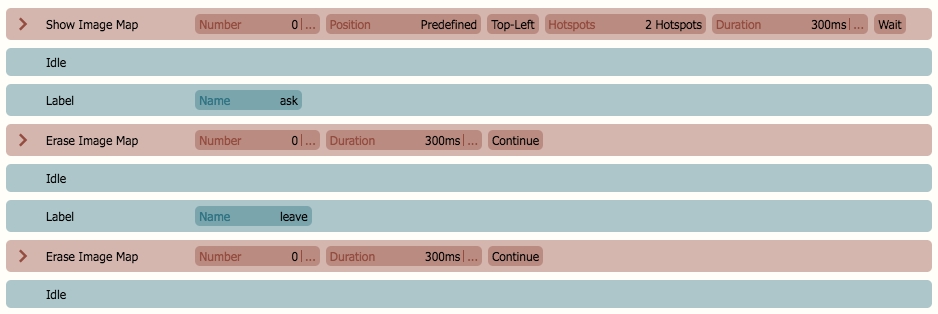 Show Image Map Number 0 | ... Position Predefined Top-Left Hotspots 2 Hotspots Duration 300ms | ... Wait
Idle
Label Name ask
Erase Image Map Number 0 | ... Duration 300ms | ... Continue
Idle
Label Name leave
Erase Image Map Number 0 | ... Duration 300ms | ... Continue
Idle